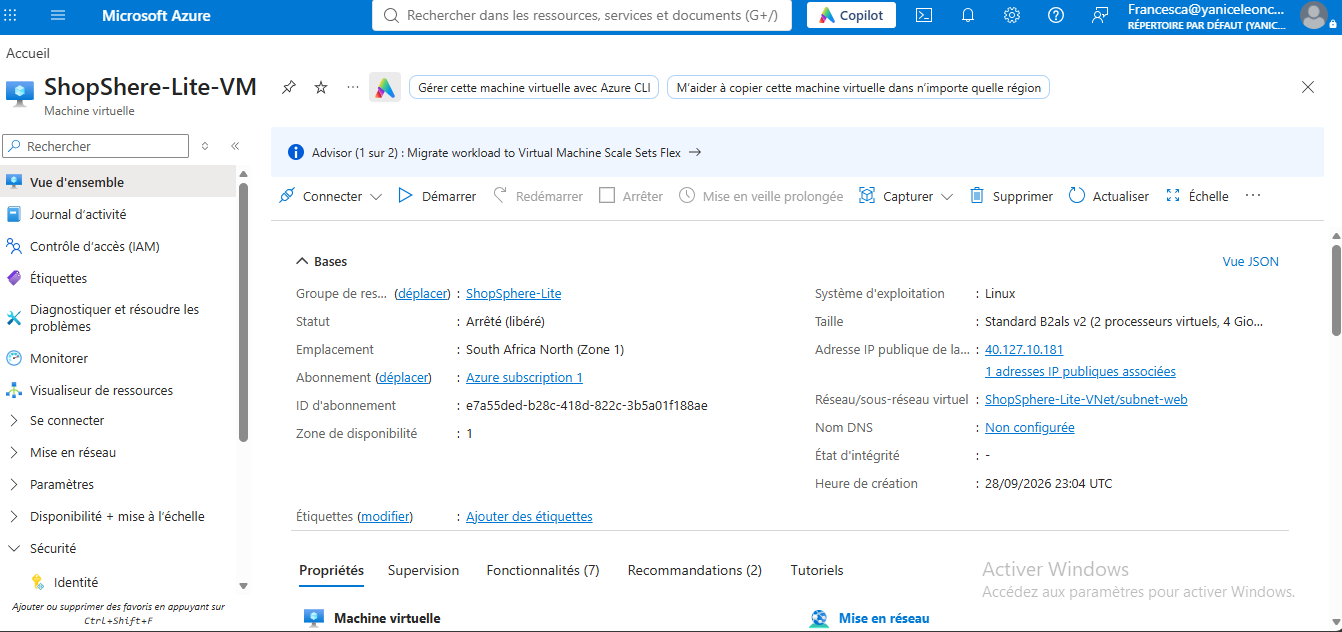 Microsoft Azure
Rechercher dans les ressources, services et documents (G+/)
Copilot
Francesca@yaniceleonc...
RÉPERTOIRE PAR DÉFAUT (YANIC...
Accueil
ShopShere-Lite-VM
Machine virtuelle
Gérer cette machine virtuelle avec Azure CLI
M'aider à copier cette machine virtuelle dans n'importe quelle région
Rechercher
Vue d'ensemble
Journal d'activité
Contrôle d'accès (IAM)
Étiquettes
Diagnostiquer et résoudre les
problèmes
Monitorer
Visualiseur de ressources
Se connecter
Mise en réseau
Paramètres
Disponibilité + mise à l'échelle
Sécurité
Identité
Ajouter ou supprimer des favoris en appuyant sur
Ctrl+Shift+F
Advisor (1 sur 2) : Migrate workload to Virtual Machine Scale Sets Flex →
Connecter
Démarrer
Redémarrer
Arrêter
Mise en veille prolongée
Capturer
Supprimer
Actualiser
Échelle
Bases
Vue JSON
Groupe de res... (déplacer) : ShopSphere-Lite
Statut : Arrêté (libéré)
Emplacement : South Africa North (Zone 1)
Abonnement (déplacer) : Azure subscription 1
ID d'abonnement : e7a55ded-b28c-418d-822c-3b5a01f188ae
Zone de disponibilité : 1
Système d'exploitation : Linux
Taille : Standard B2als v2 (2 processeurs virtuels, 4 Gio...
Adresse IP publique de la... : 40.127.10.181
1 adresses IP publiques associées
Réseau/sous-réseau virtuel : ShopSphere-Lite-VNet/subnet-web
Nom DNS : Non configurée
État d'intégrité : -
Heure de création : 28/09/2026 23:04 UTC
Étiquettes (modifier) : Ajouter des étiquettes
Propriétés
Supervision
Fonctionnalités (7)
Recommandations (2)
Tutoriels
Machine virtuelle
Mise en réseau
Activer Windows
Accédez aux paramètres pour activer Windows.